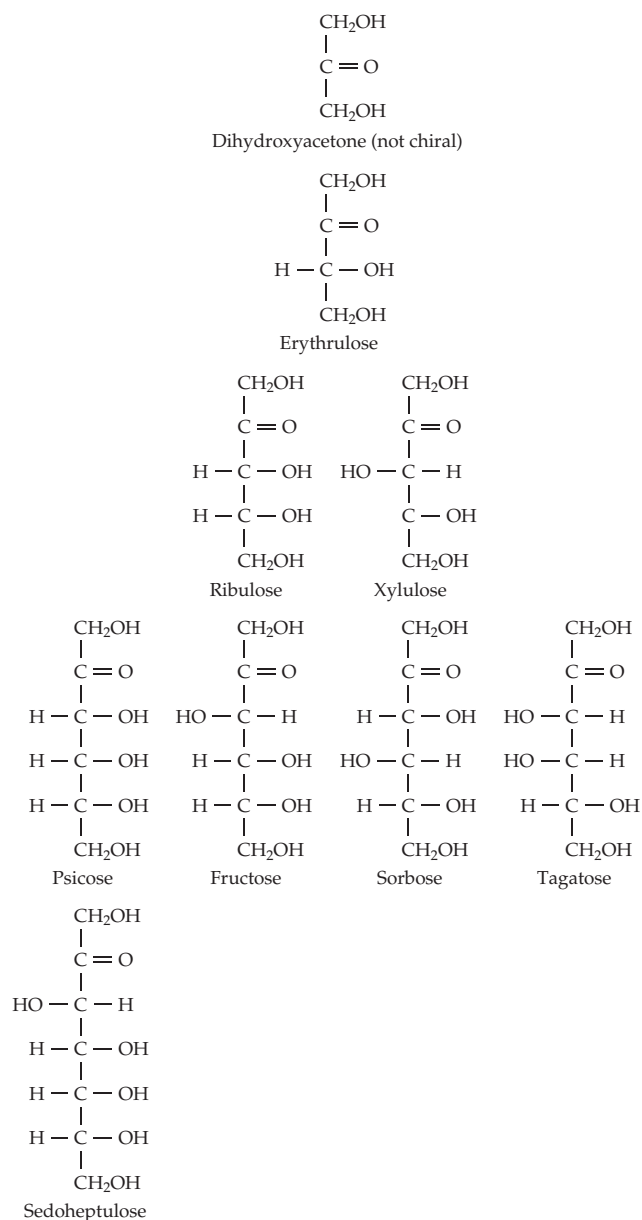 CH₂OH
C=O
CH₂OH
Dihydroxyacetone (not chiral)
CH₂OH
C=O
H—C—OH
CH₂OH
Erythrulose
CH₂OH CH₂OH
C=O C=O
H—C—OH HO—C—H
H—C—OH C—OH
CH₂OH CH₂OH
Ribulose Xylulose
CH₂OH CH₂OH CH₂OH CH₂OH
C=O C=O C=O C=O
H—C—OH HO—C—H H—C—OH HO—C—H
H—C—OH H—C—OH HO—C—H HO—C—H
H—C—OH H—C—OH H—C—OH H—C—OH
CH₂OH CH₂OH CH₂OH CH₂OH
Psicose Fructose Sorbose Tagatose
CH₂OH
C=O
HO—C—H
H—C—OH
H—C—OH
H—C—OH
CH₂OH
Sedoheptulose